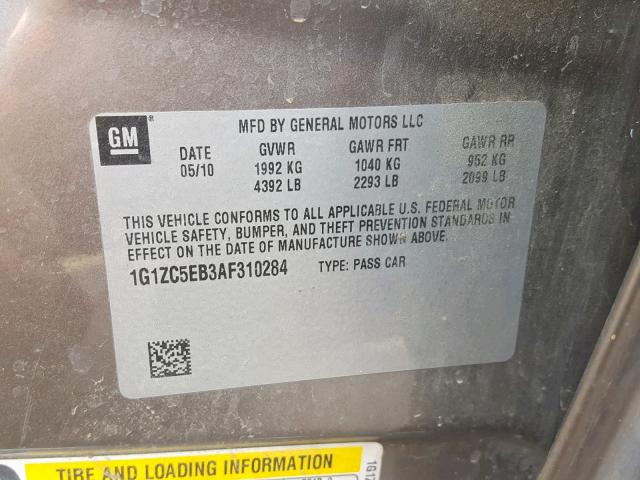 GM
MFD BY GENERAL MOTORS LLC
DATE GVWR GAWR FRT GAWR RR
05/10 1992 KG 1040 KG 952 KG
4392 LB 2293 LB 2099 LB
THIS VEHICLE CONFORMS TO ALL APPLICABLE U.S. FEDERAL MOTOR
VEHICLE SAFETY, BUMPER, AND THEFT PREVENTION STANDARDS IN
EFFECT ON THE DATE OF MANUFACTURE SHOWN ABOVE.
1G1ZC5EB3AF310284 TYPE: PASS CAR
TIRE AND LOADING INFORMATION